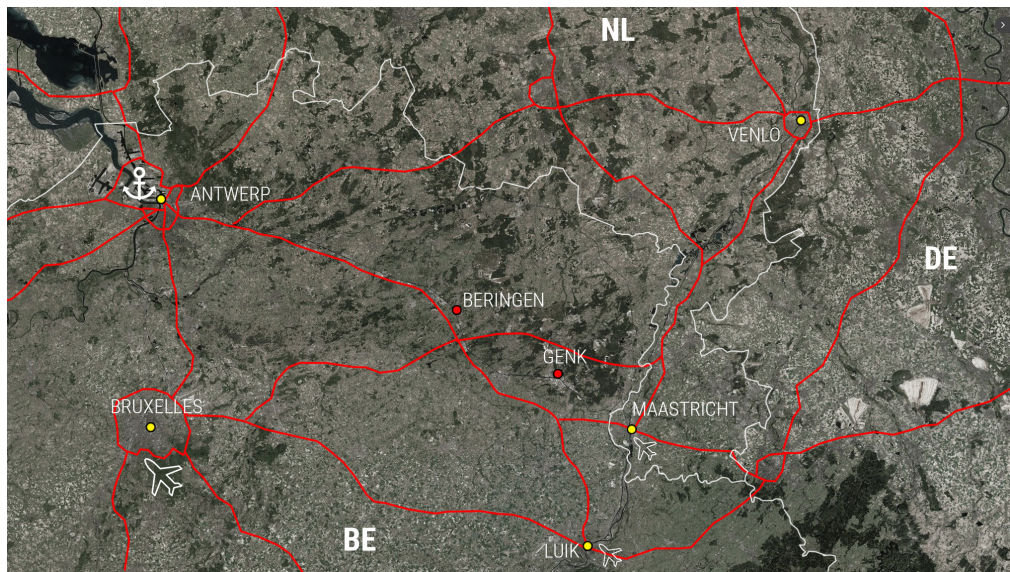 NL
VENLO
ANTWERP
DE
BERINGEN
GENK
BRUXELLES
MAASTRICHT
BE
LUIK